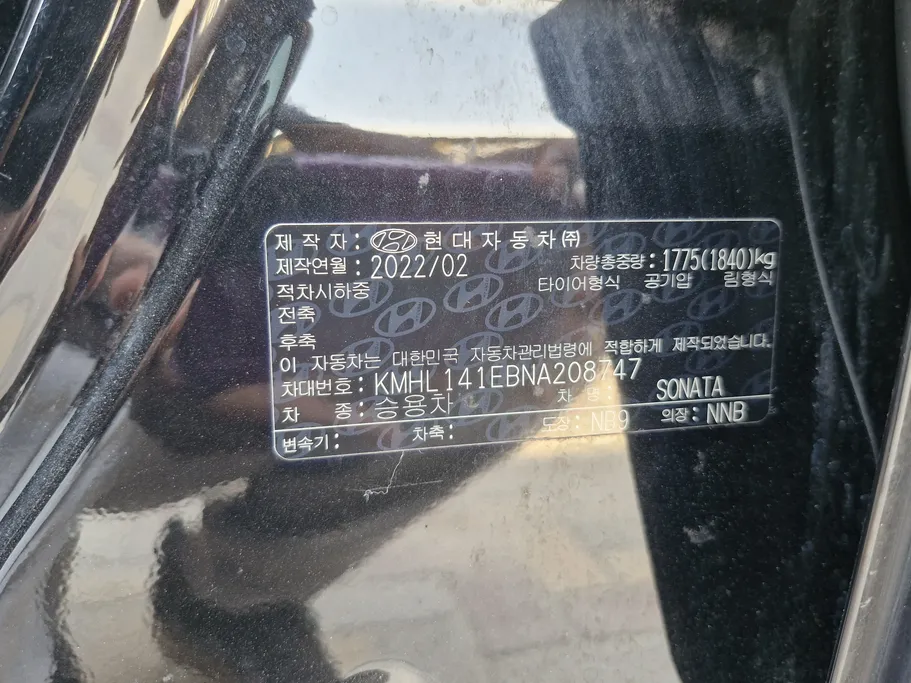 제 작 자 : 현대자동차㈜
제작연월 : 2022/02 차량총중량 : 1775(1840)kg
적차시하중 타이어형식 공기압 림형식
전축
후축
이 자동차는 대한민국 자동차관리법령에 적합하게 제작되었습니다.
차대번호 : KMHL141EBNA208747
차 종 : 승용차 차 명 : SONATA
변속기 : 차축 : 도장 : NB9 의장 : NNB